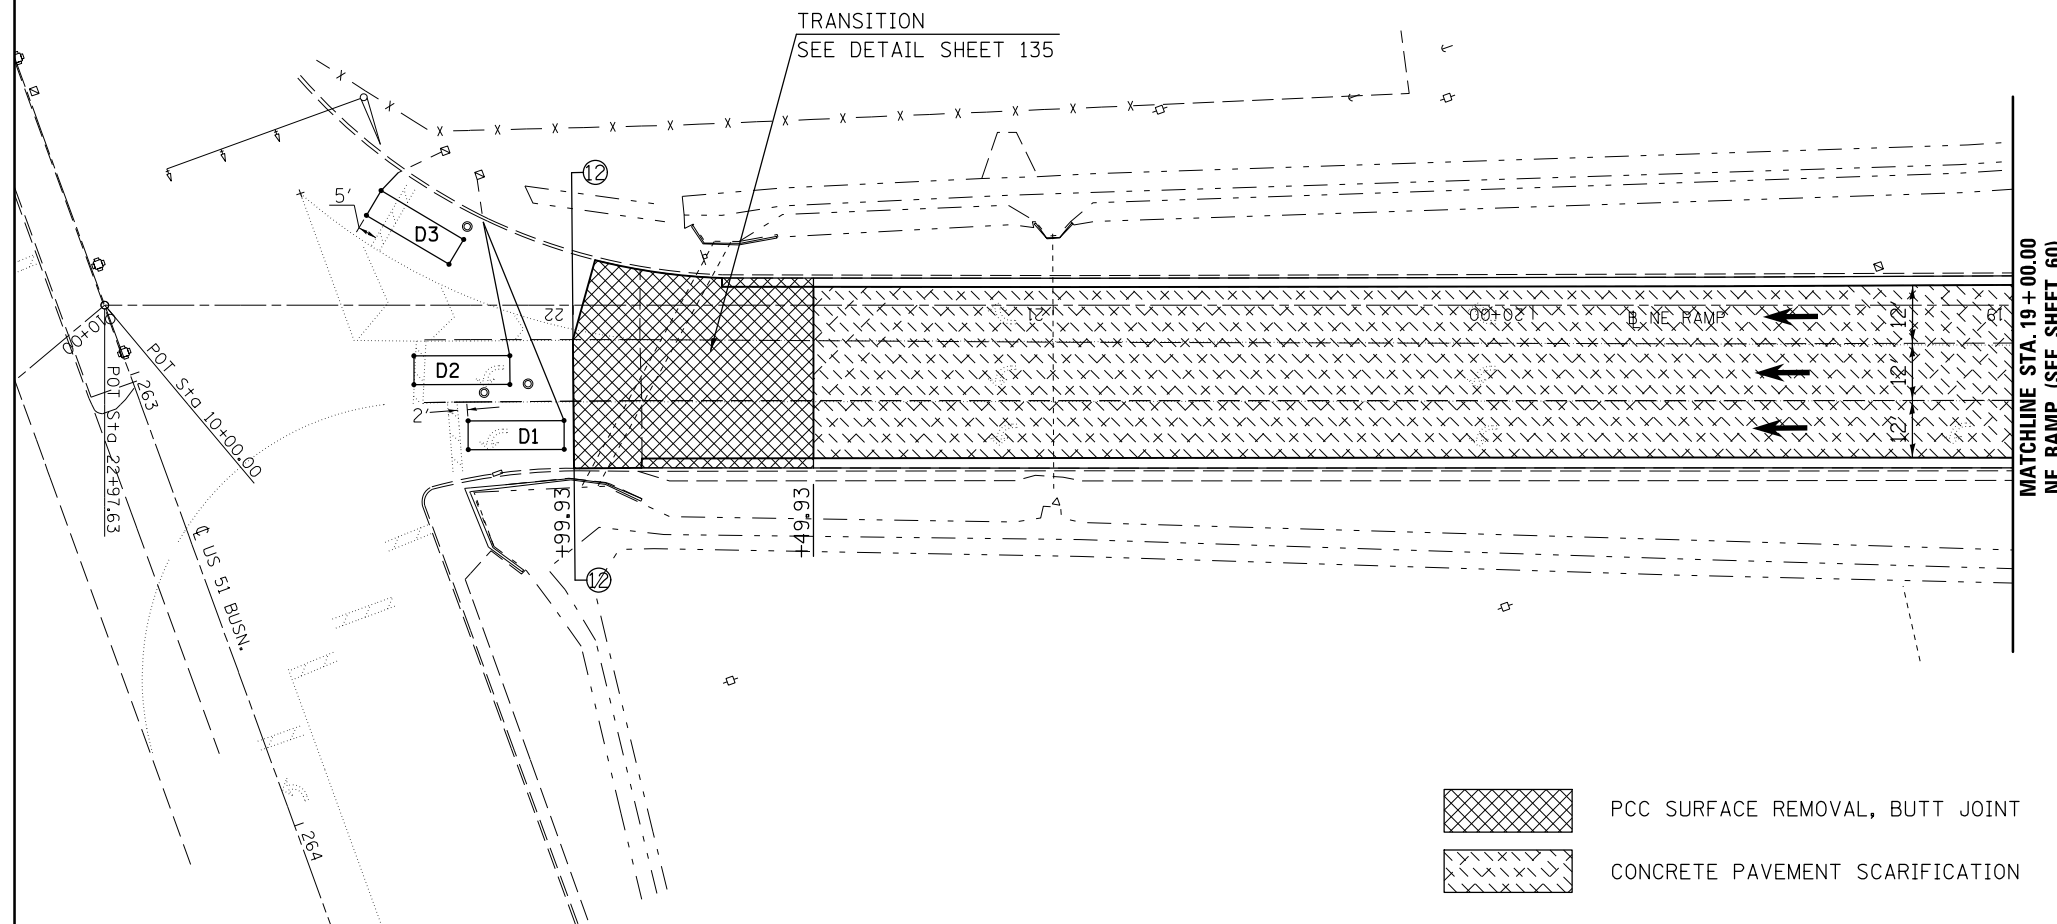 TRANSITION
SEE DETAIL SHEET 135
12
5'
D3
22
21
120+00
B NE RAMP
19
12'
12'
12'
D2
2'
D1
10+00
POT Sta 10+00.00
263
POT Sta 22+97.63
+99.93
+49.93
12
℄ US 51 BUSN.
264
MATCHLINE STA. 19+00.00
NE RAMP (SEE SHEET 60)
PCC SURFACE REMOVAL, BUTT JOINT
CONCRETE PAVEMENT SCARIFICATION